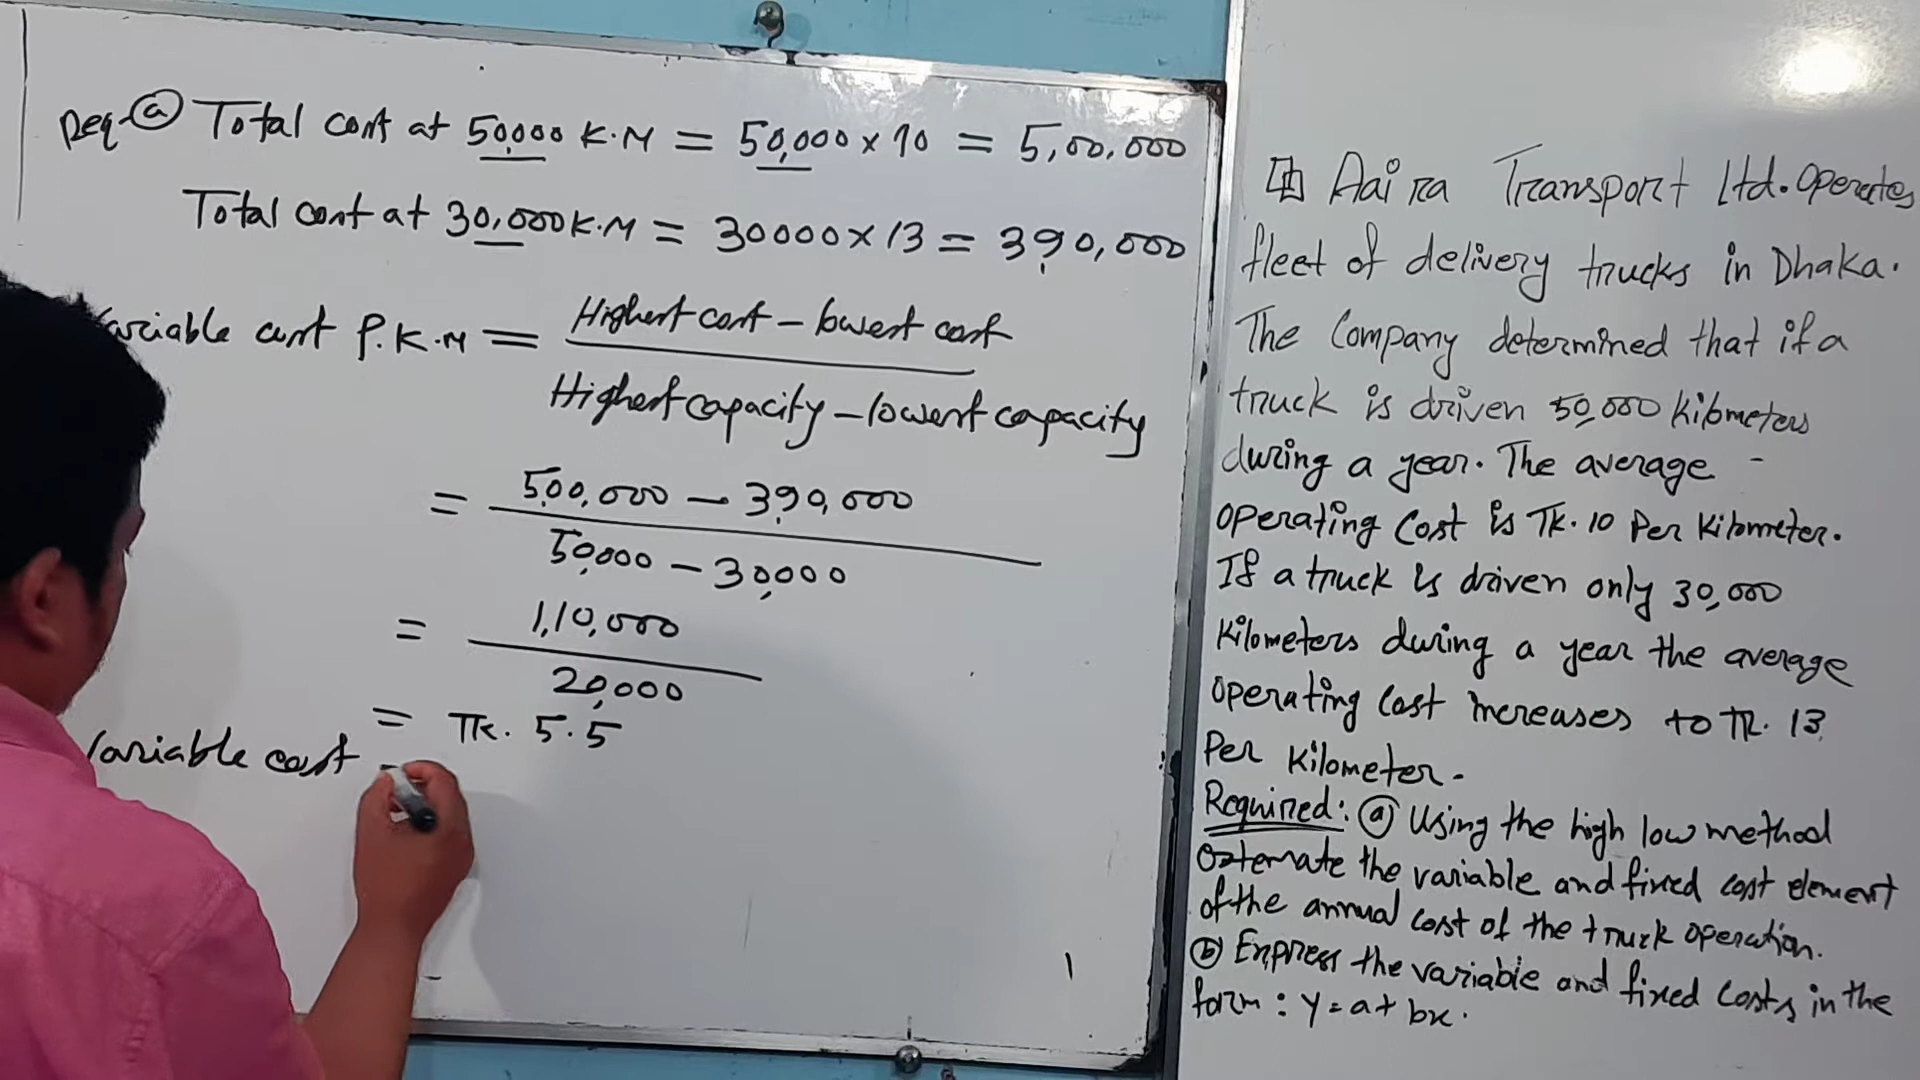 Req-ⓐ Total cost at 50,000 K.M = 50,000 x 10 = 5,00,000
Total cost at 30,000 K.M = 30000 x 13 = 390,000
ariable cost P.K.M = Highest cost - lowest cost
Highest capacity - lowest capacity
= 5,00,000 - 3,90,000
50,000 - 30,000
= 1,10,000
20,000
= TK. 5.5
Variable cost =
Aaira Transport Ltd. Operates
fleet of delivery trucks in Dhaka.
The Company determined that if a
truck is driven 50,000 kilometers
during a year. The average -
operating Cost is Tk. 10 Per Kilometer.
If a truck is driven only 30,000
Kilometers during a year the average
operating Cost increases to TK. 13
Per Kilometer.
Required: ⓐ Using the high low method
the variable and fixed cost element
of the annual cost of the truck operation.
ⓑ Express the variable and fixed Costs in the
form : Y = a + bx.